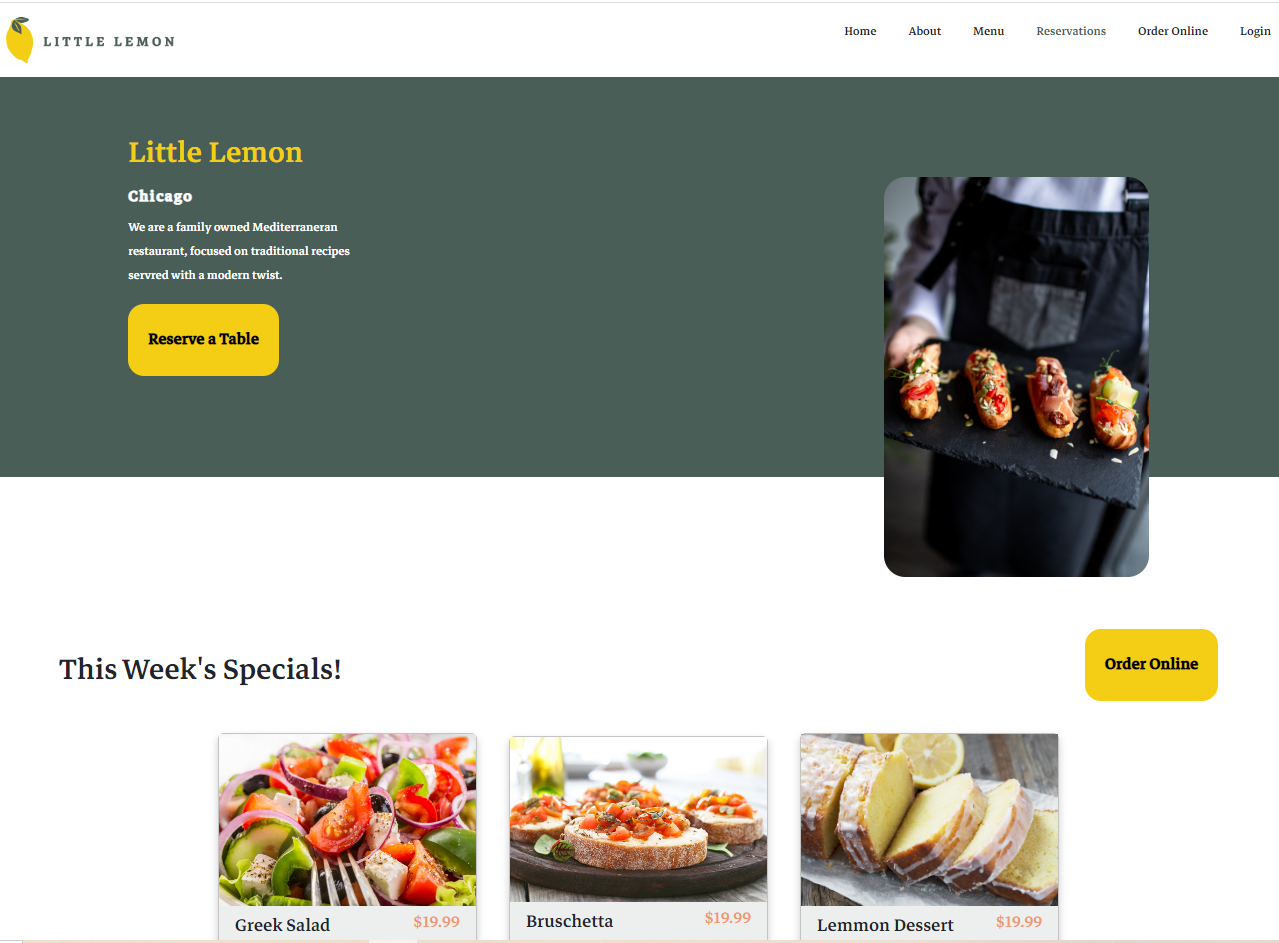 LITTLE LEMON
Home About Menu Reservations Order Online Login
Little Lemon
Chicago
We are a family owned Mediterraneran
restaurant, focused on traditional recipes
servred with a modern twist.
Reserve a Table
This Week's Specials!
Order Online
Greek Salad $19.99
Bruschetta $19.99
Lemmon Dessert $19.99